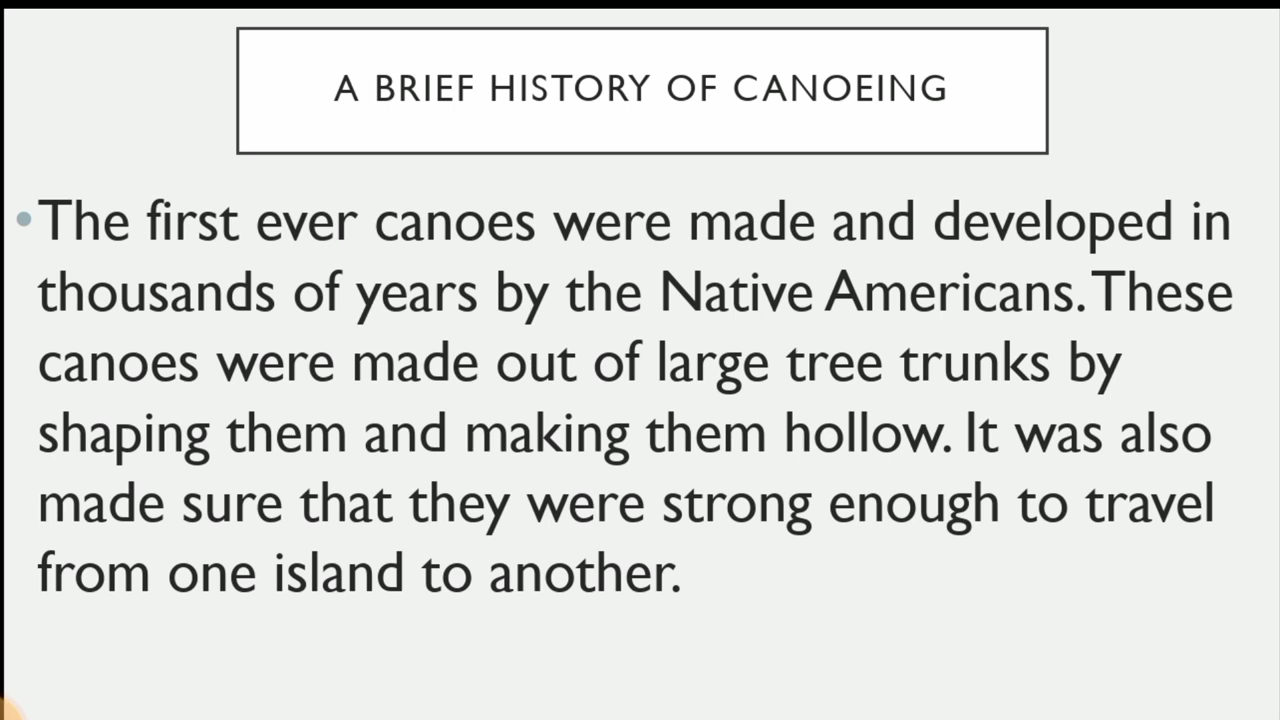 A BRIEF HISTORY OF CANOEING
•The first ever canoes were made and developed in
thousands of years by the Native Americans. These
canoes were made out of large tree trunks by
shaping them and making them hollow. It was also
made sure that they were strong enough to travel
from one island to another.